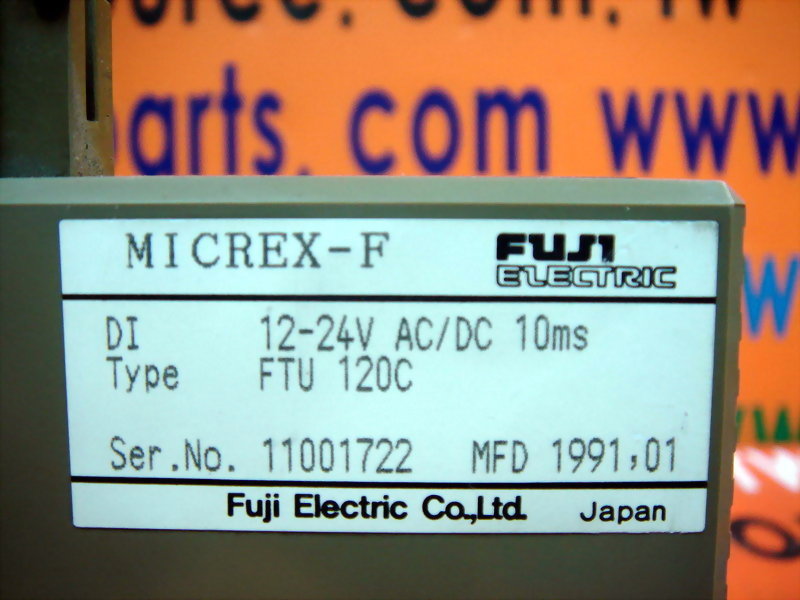 arts.com www
MICREX-F FUJI
ELECTRIC
DI 12-24V AC/DC 10ms
Type FTU 120C
Ser.No. 11001722 MFD 1991,01
Fuji Electric Co.,Ltd. Japan